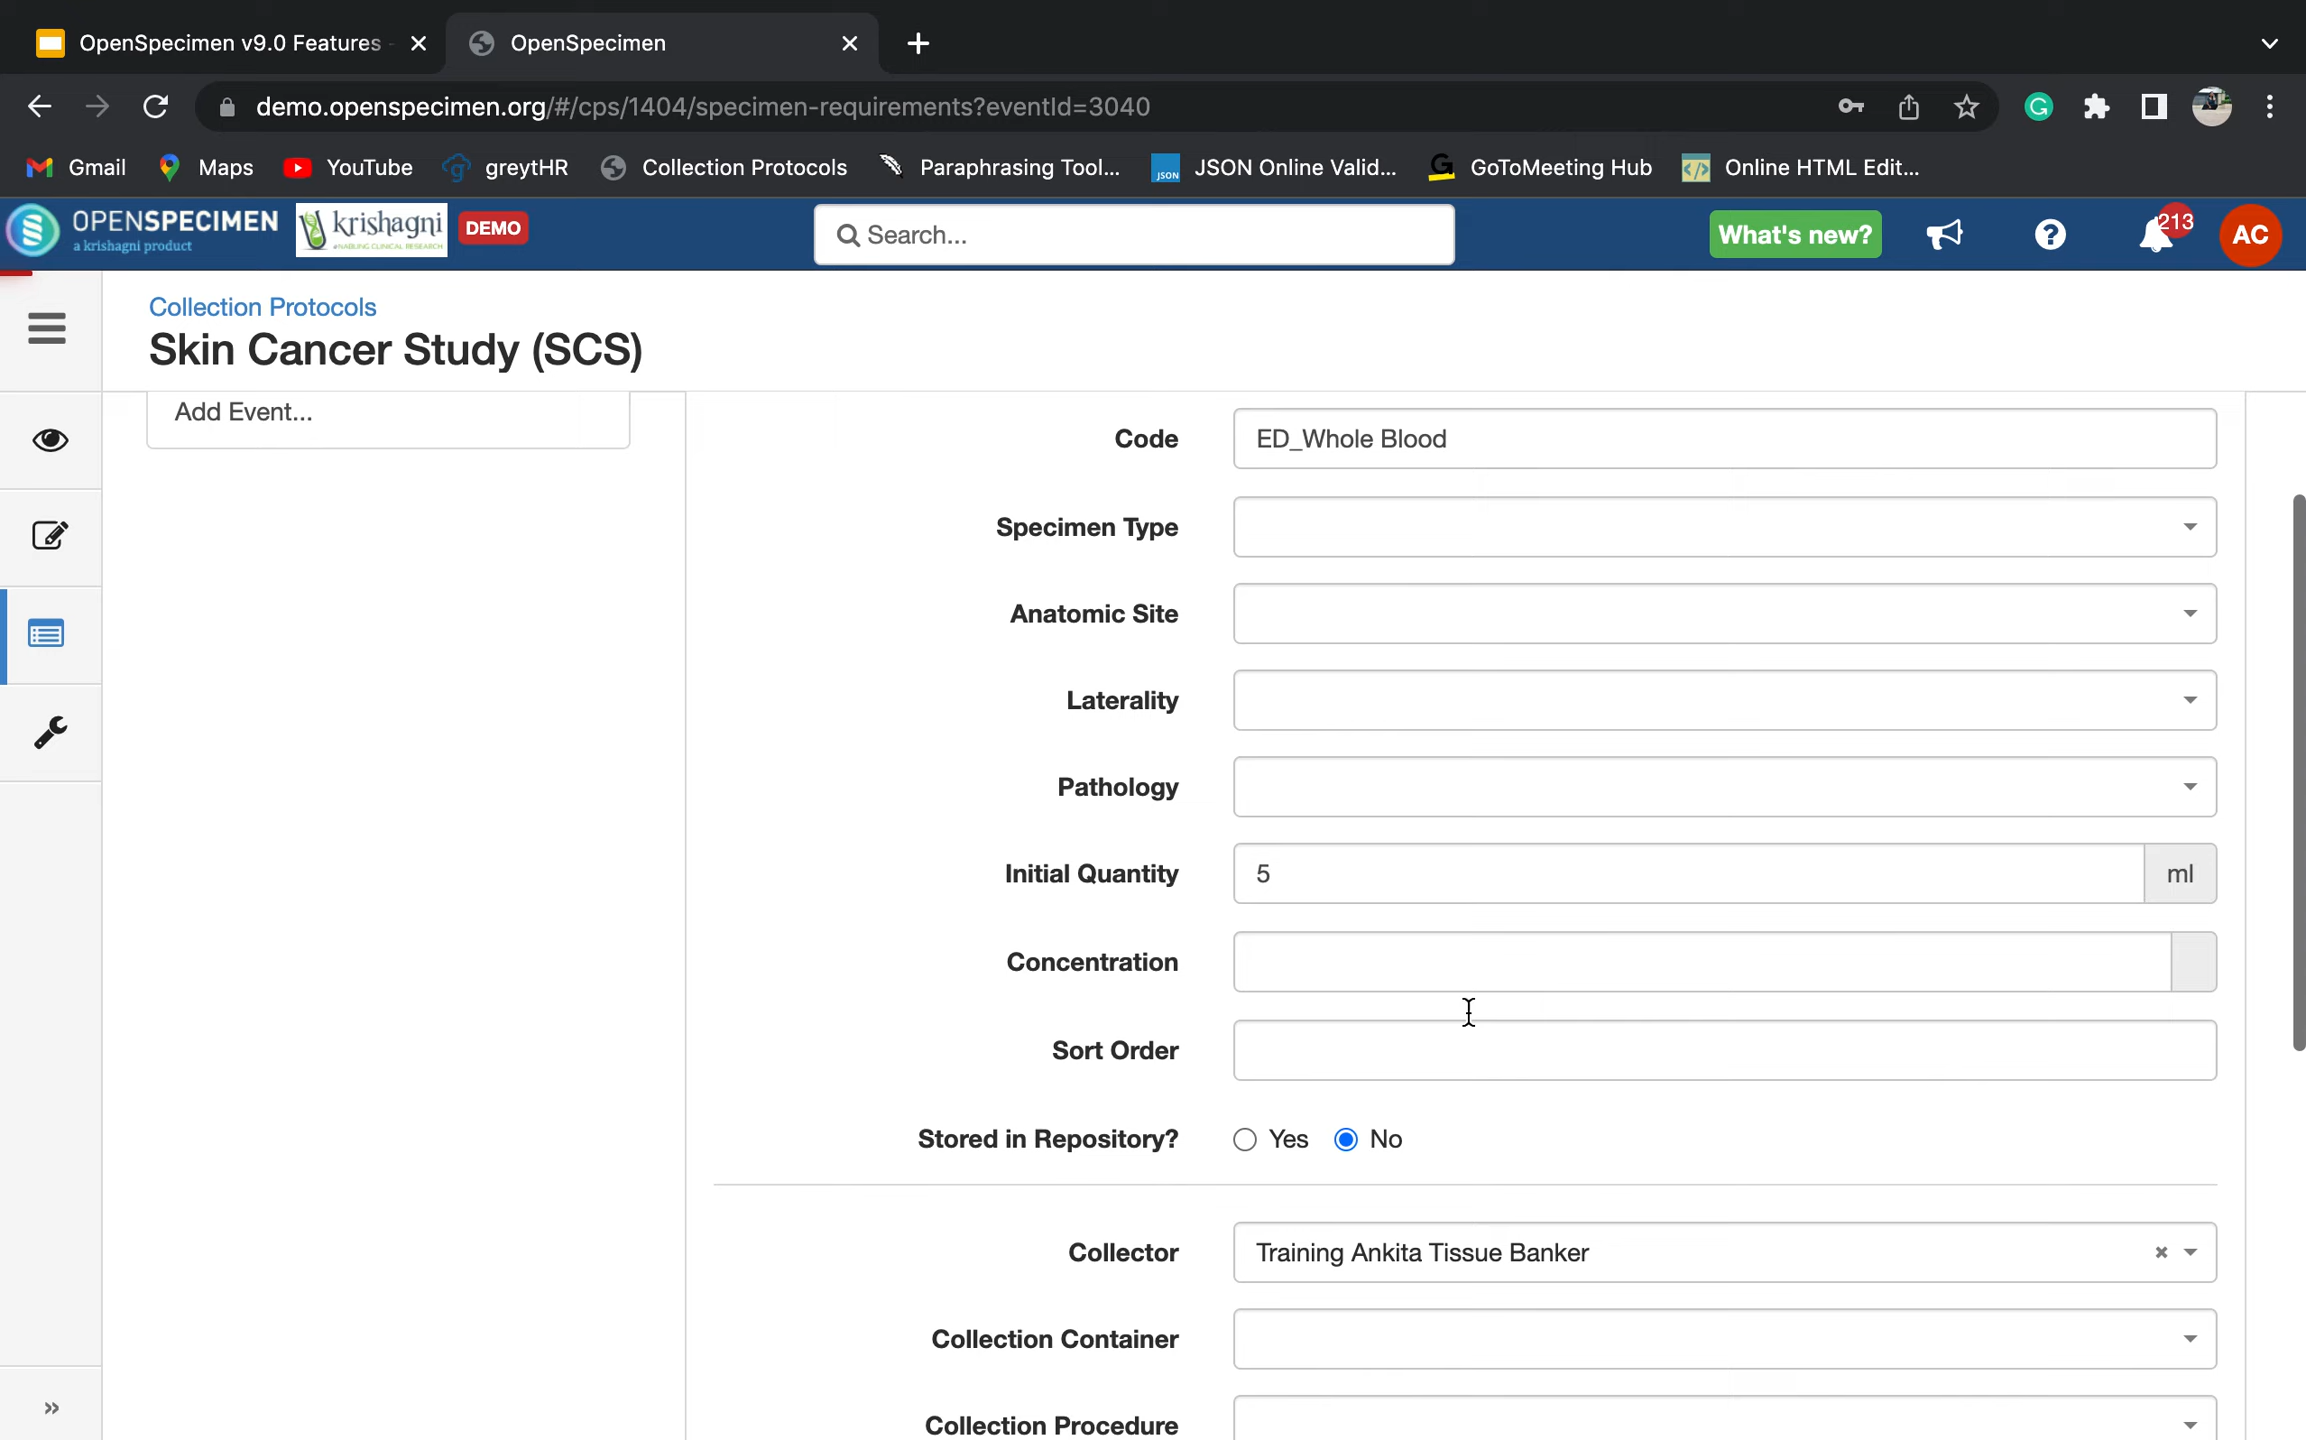 OpenSpecimen v9.0 Features -
OpenSpecimen
demo.openspecimen.org/#/cps/1404/specimen-requirements?eventId=3040
Gmail
Maps
YouTube
greytHR
Collection Protocols
Paraphrasing Tool...
JSON Online Valid...
GoToMeeting Hub
Online HTML Edit...
OPENSPECIMEN
a krishagni product
krishagni
#NABLING CLINICAL RESEARCH
DEMO
Search...
What's new?
213
AC
Collection Protocols
Skin Cancer Study (SCS)
Add Event...
Code ED_Whole Blood
Specimen Type
Anatomic Site
Laterality
Pathology
Initial Quantity 5 ml
Concentration
Sort Order
Stored in Repository? Yes No
Collector Training Ankita Tissue Banker
Collection Container
Collection Procedure